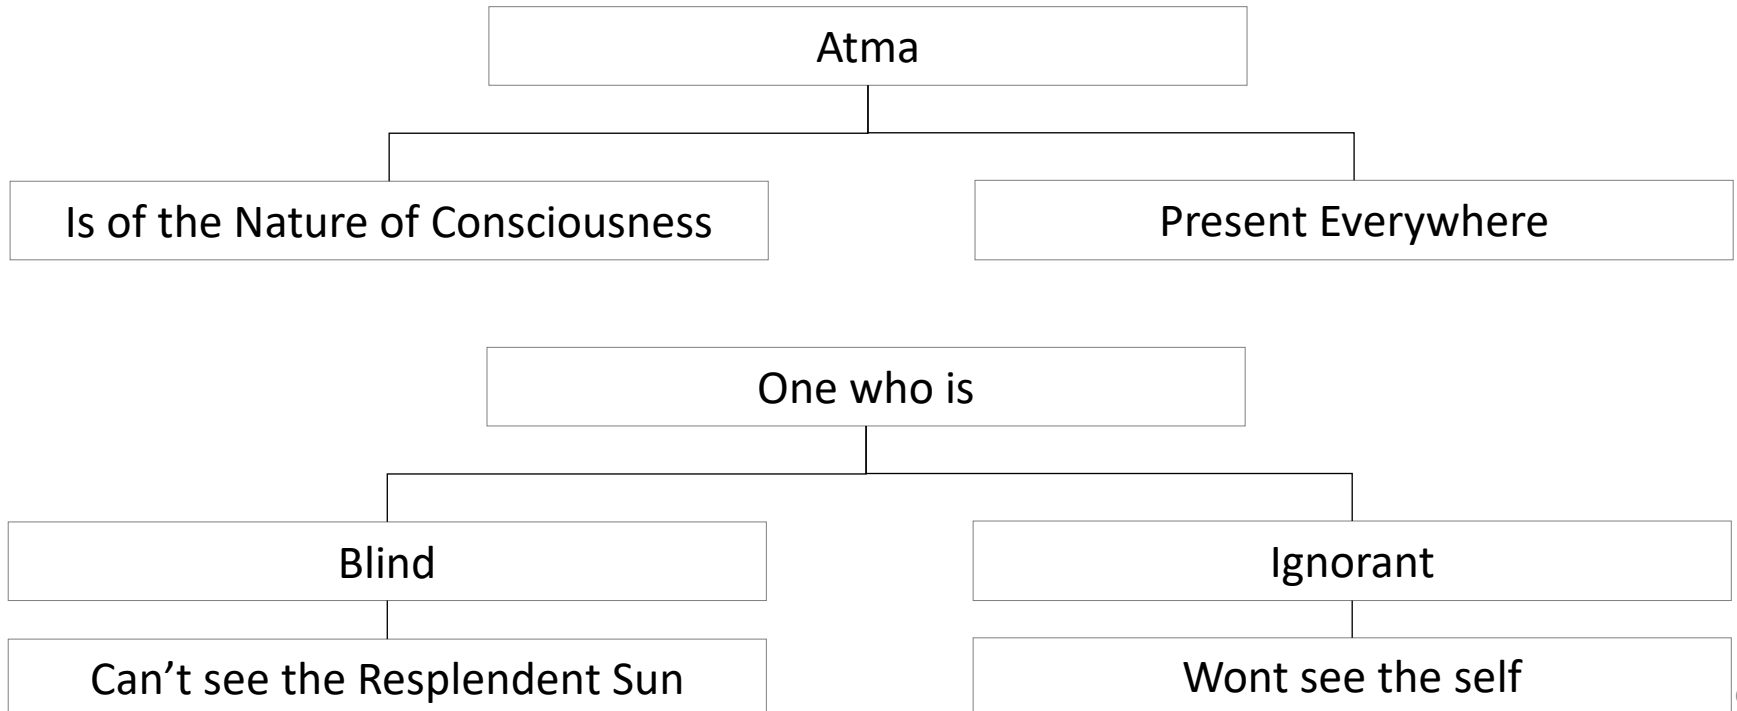 Atma
Is of the Nature of Consciousness
Present Everywhere
One who is
Blind
Ignorant
Can’t see the Resplendent Sun
Wont see the self